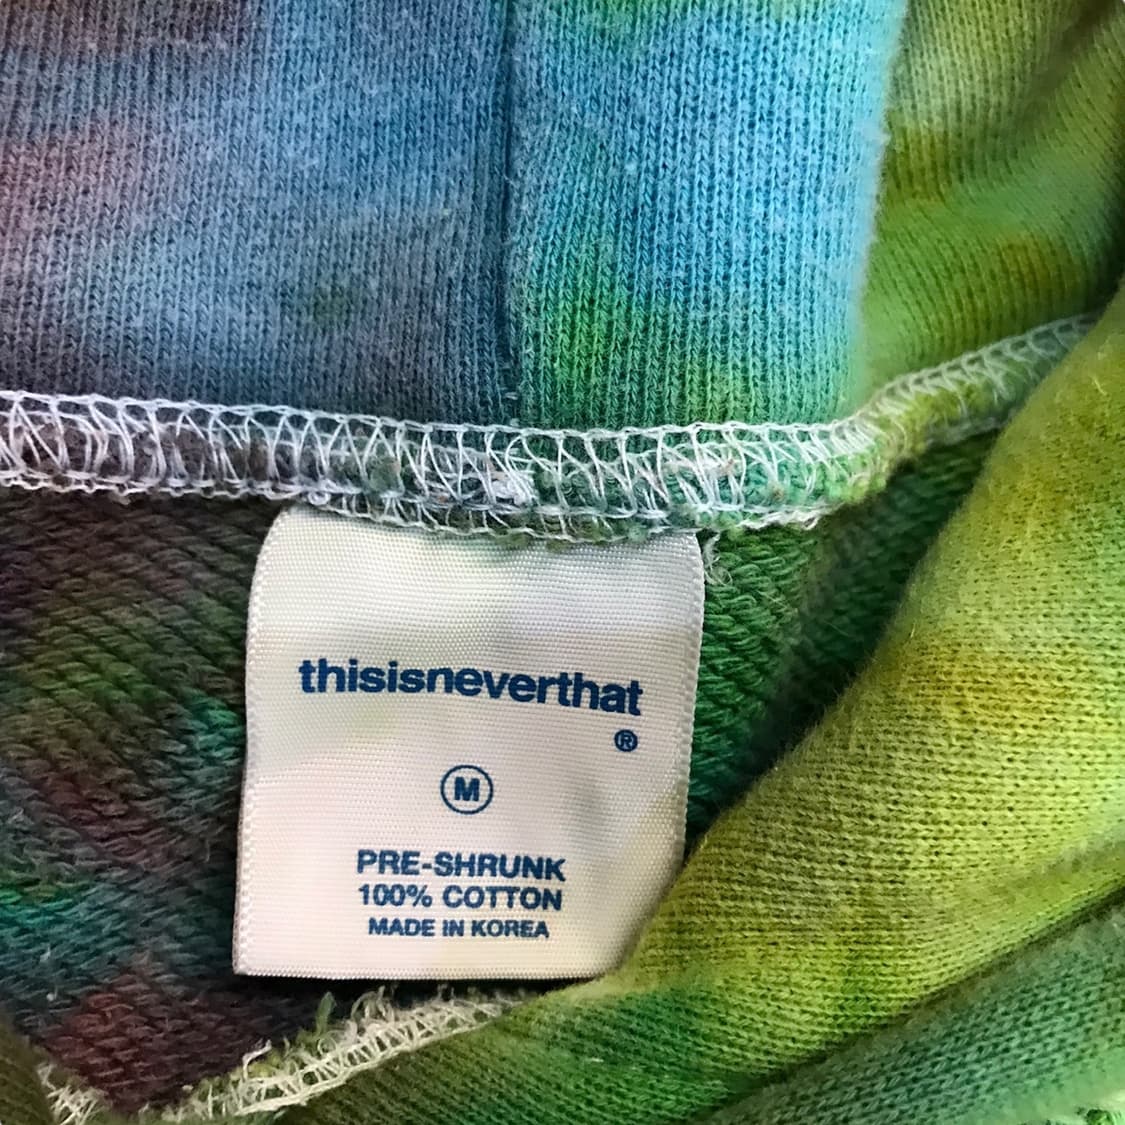 thisisneverthat
®
M
PRE-SHRUNK
100% COTTON
MADE IN KOREA